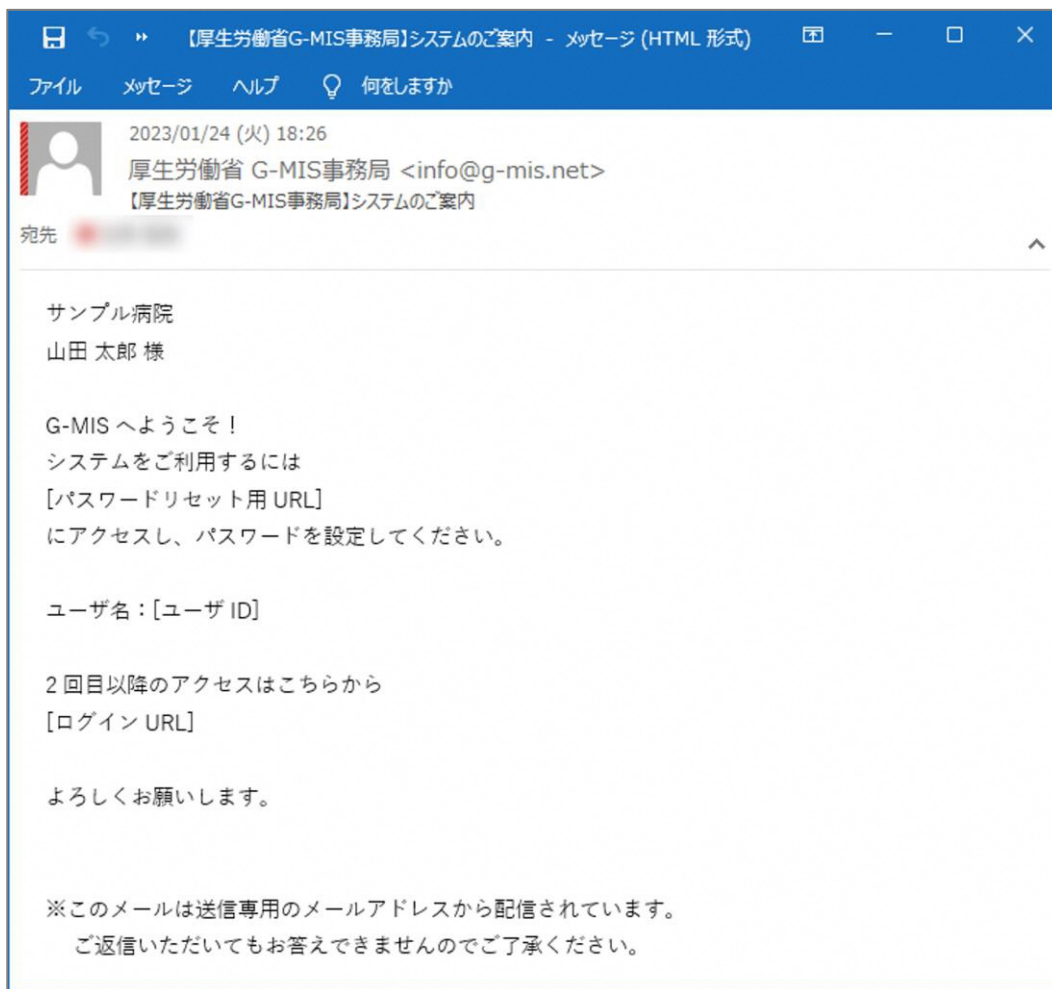 【厚生労働省G-MIS事務局】システムのご案内 - メッセージ (HTML 形式)
ファイル メッセージ ヘルプ 何をしますか
2023/01/24 (火) 18:26
厚生労働省 G-MIS事務局 <info@g-mis.net>
【厚生労働省G-MIS事務局】システムのご案内
宛先
サンプル病院
山田 太郎 様
G-MIS へようこそ！
システムをご利用するには
[パスワードリセット用 URL]
にアクセスし、パスワードを設定してください。
ユーザ名：[ユーザ ID]
2 回目以降のアクセスはこちらから
[ログイン URL]
よろしくお願いします。
※このメールは送信専用のメールアドレスから配信されています。
ご返信いただいてもお答えできませんのでご了承ください。